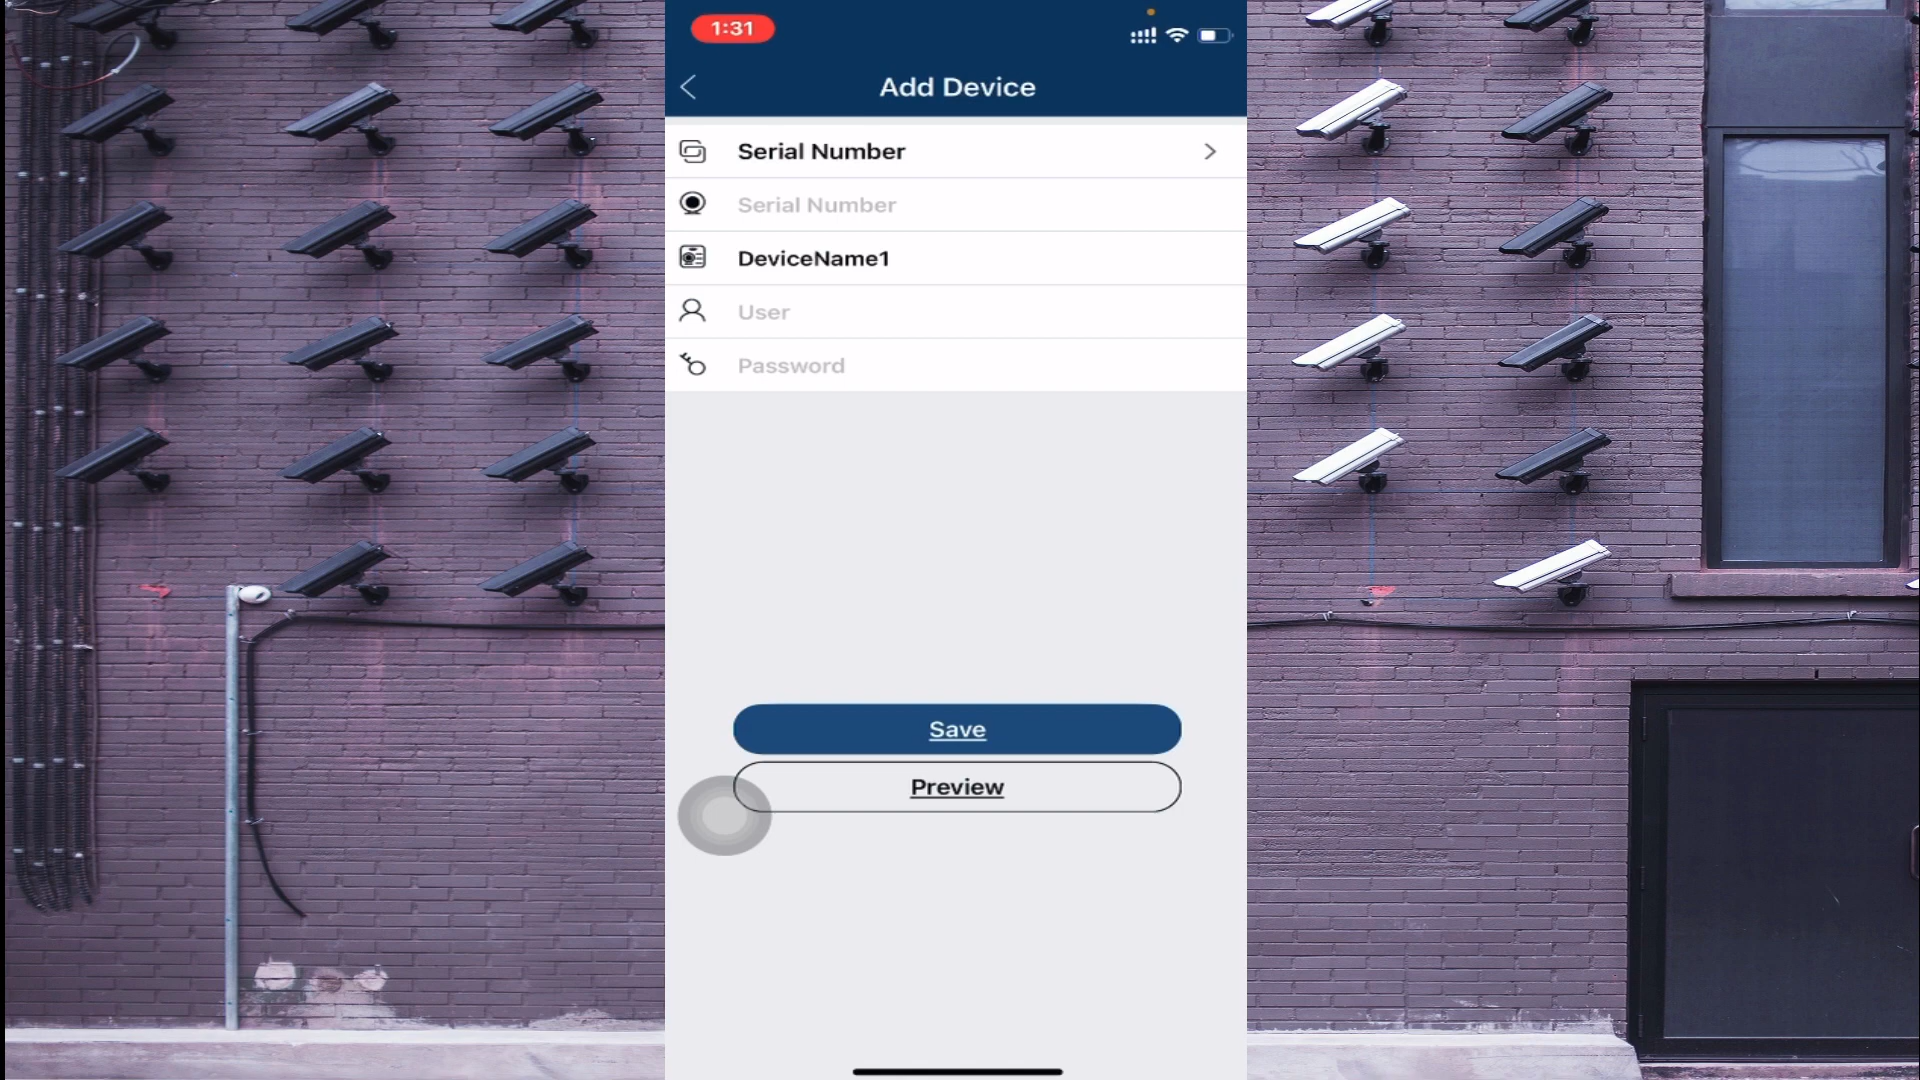 1:31
Add Device
Serial Number
Serial Number
DeviceName1
User
Password
Save
Preview